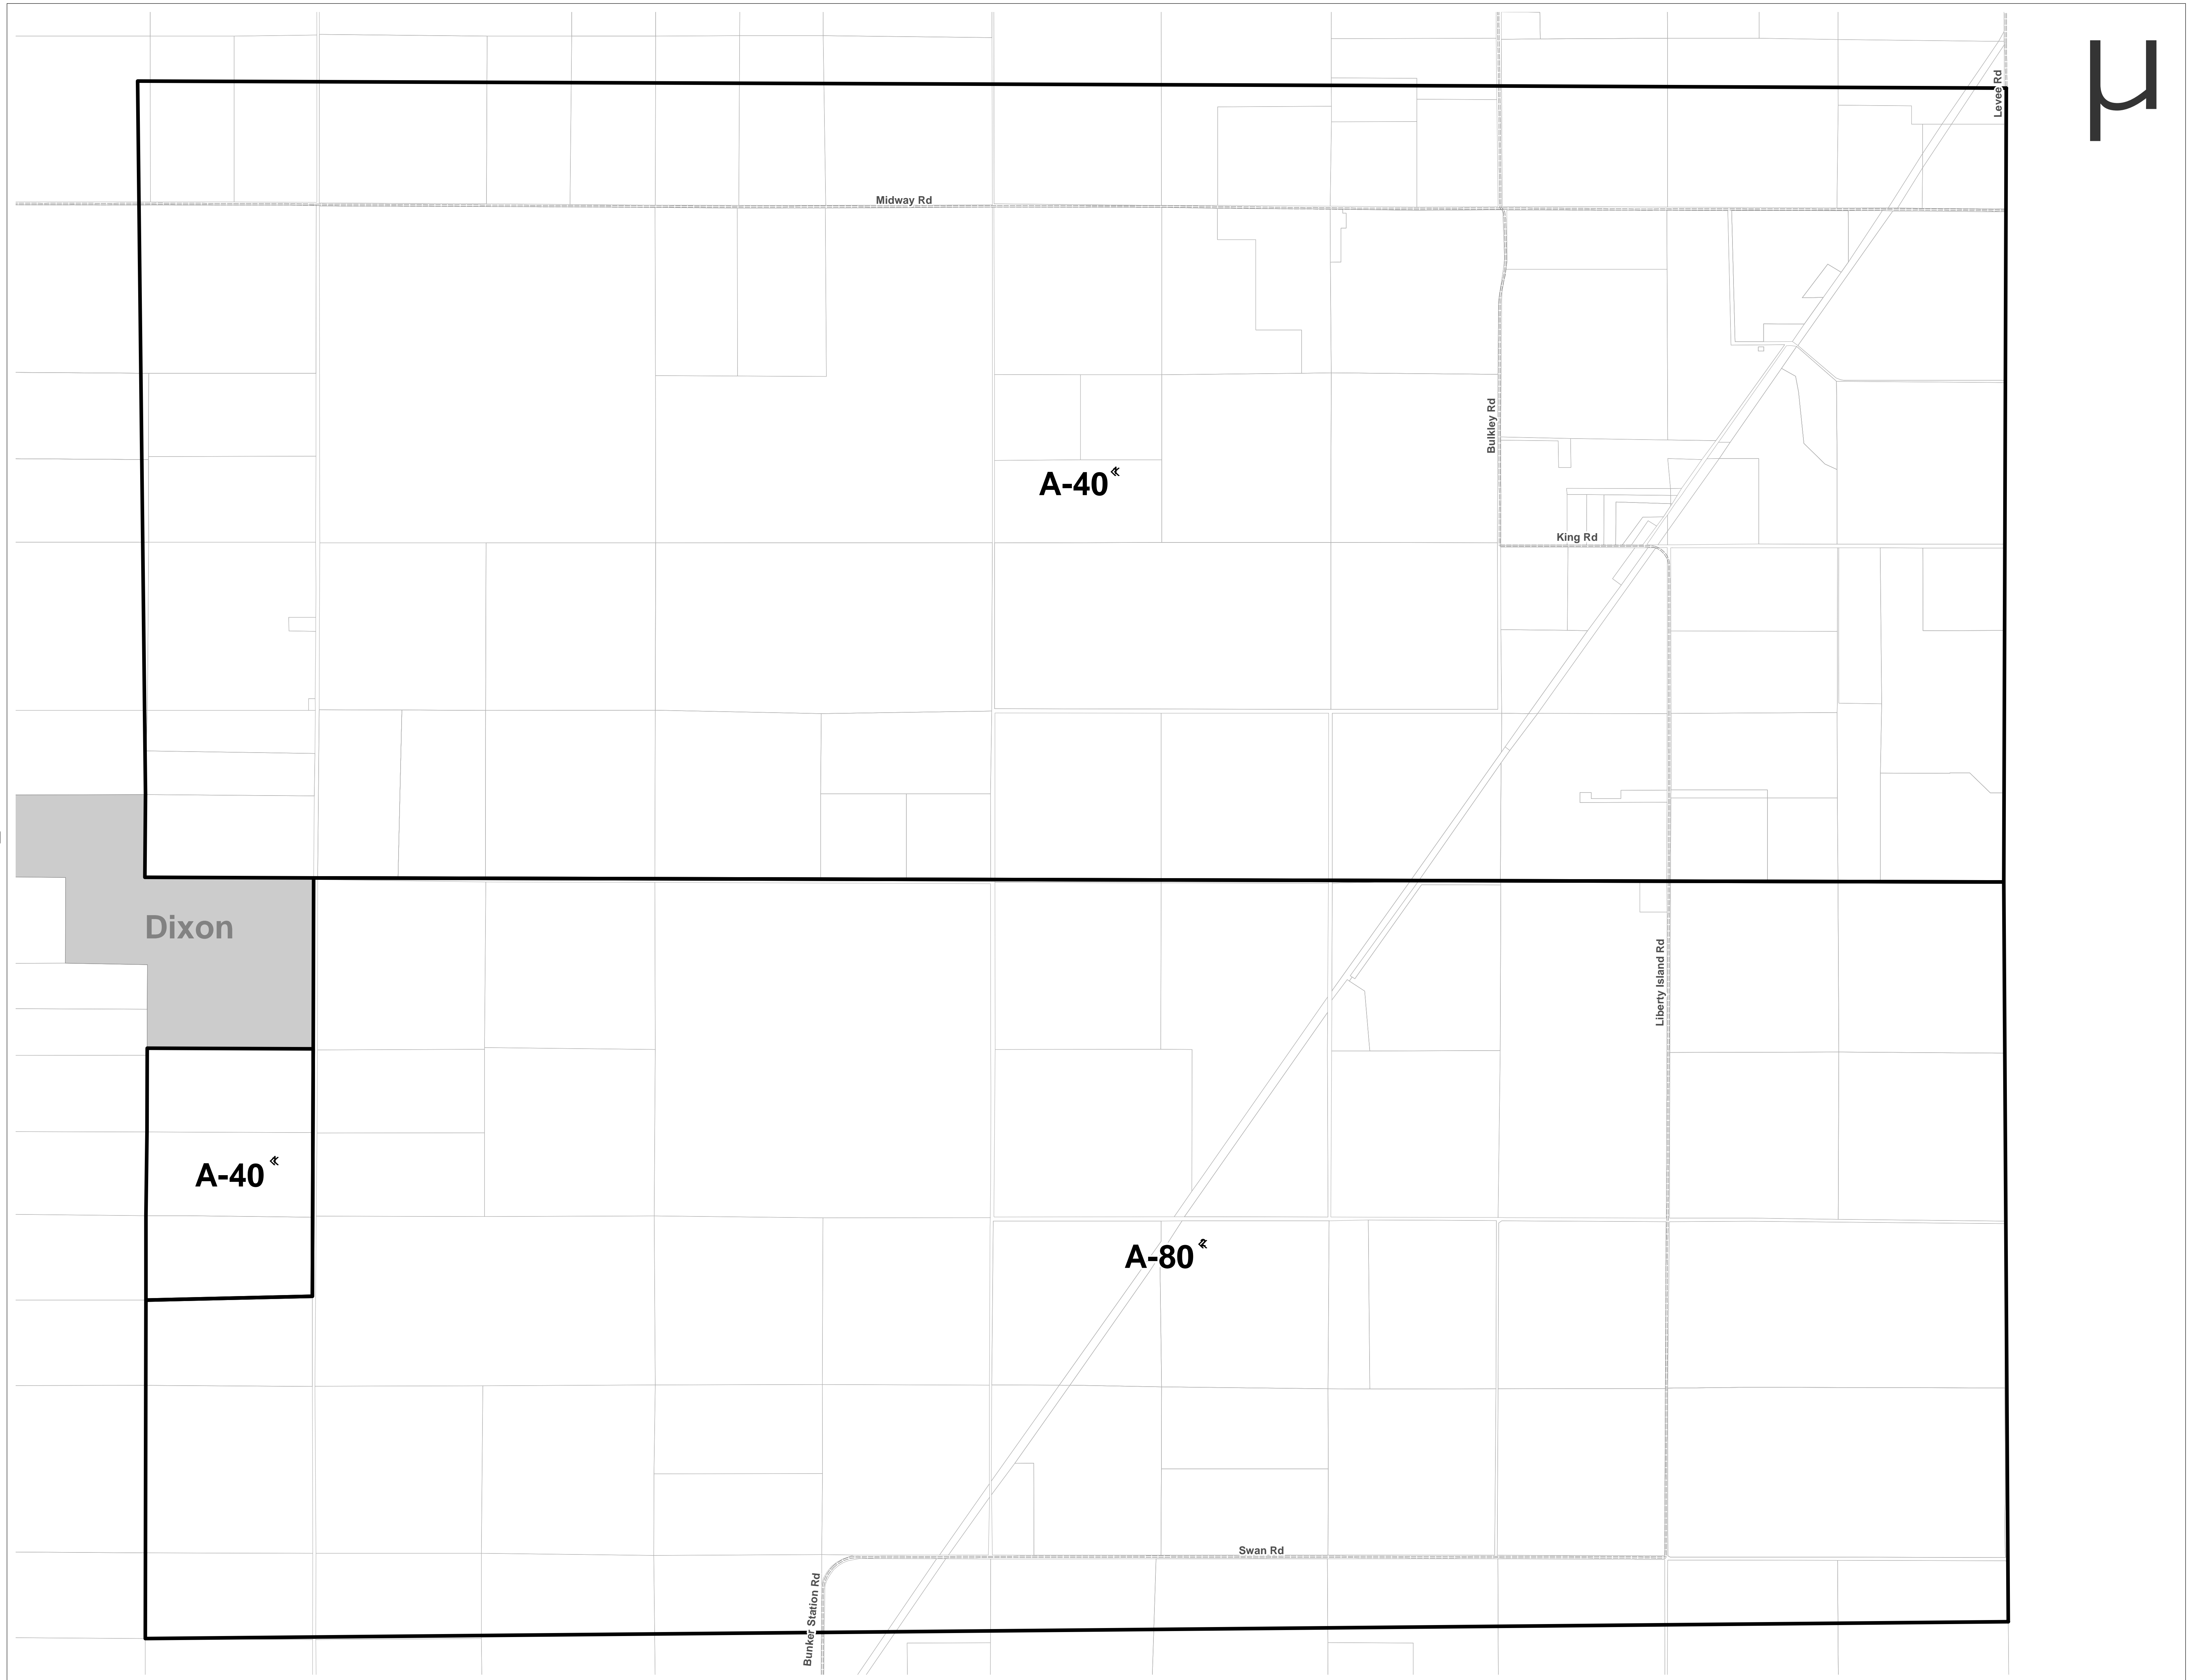 µ
Levee Rd
Midway Rd
Bulkley Rd
A-40
King Rd
Dixon
Liberty Island Rd
A-40
A-80
Swan Rd
Bunker Station Rd